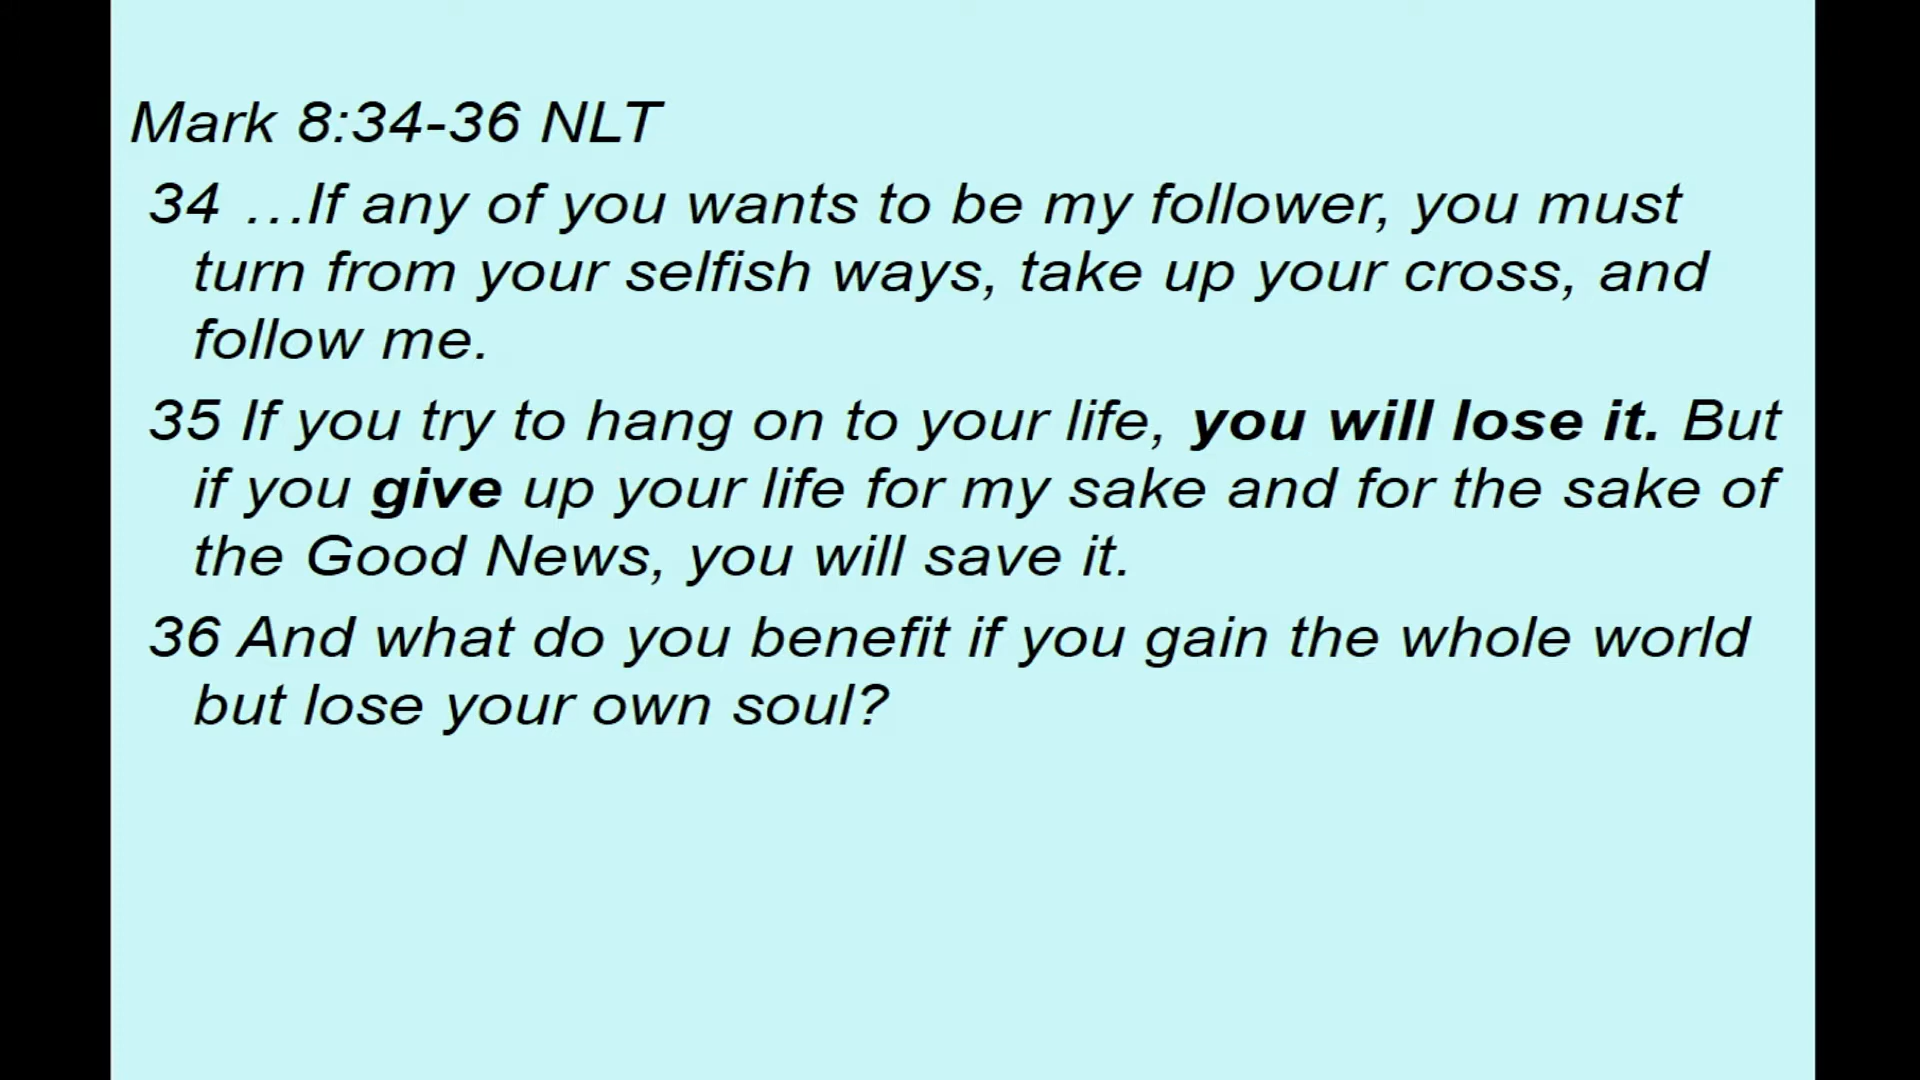 Mark 8:34-36 NLT
34 …If any of you wants to be my follower, you must
turn from your selfish ways, take up your cross, and
follow me.
35 If you try to hang on to your life, you will lose it. But
if you give up your life for my sake and for the sake of
the Good News, you will save it.
36 And what do you benefit if you gain the whole world
but lose your own soul?